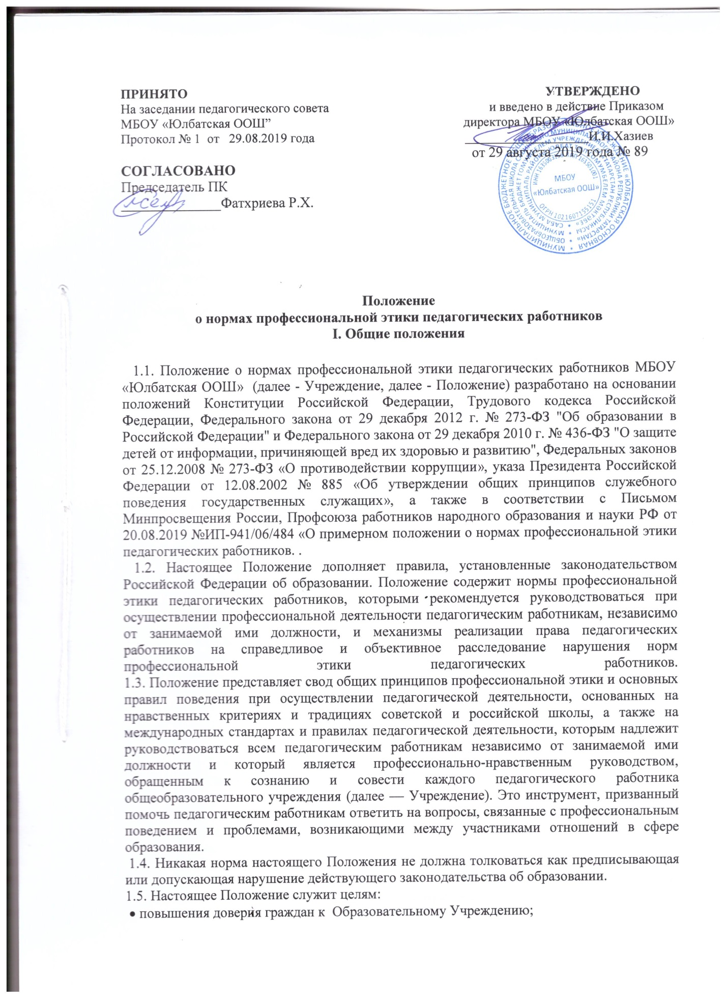 ПРИНЯТО
На заседании педагогического совета
МБОУ «Юлбатская ООШ”
Протокол № 1 от 29.08.2019 года
СОГЛАСОВАНО
Председатель ПК
______________Фатхриева Р.Х.
УТВЕРЖДЕНО
и введено в действие Приказом
директора МБОУ «Юлбатская ООШ»
И.И.Хазиев
от 29 августа 2019 года № 89
МБОУ
«Юлбатская ООШ»
ОГРН 1021607155151
Положение
о нормах профессиональной этики педагогических работников
I. Общие положения
1.1. Положение о нормах профессиональной этики педагогических работников МБОУ
«Юлбатская ООШ» (далее - Учреждение, далее - Положение) разработано на основании
положений Конституции Российской Федерации, Трудового кодекса Российской
Федерации, Федерального закона от 29 декабря 2012 г. № 273-ФЗ "Об образовании в
Российской Федерации" и Федерального закона от 29 декабря 2010 г. № 436-ФЗ "О защите
детей от информации, причиняющей вред их здоровью и развитию", Федеральных законов
от 25.12.2008 № 273-ФЗ «О противодействии коррупции», указа Президента Российской
Федерации от 12.08.2002 № 885 «Об утверждении общих принципов служебного
поведения государственных служащих», а также в соответствии с Письмом
Минпросвещения России, Профсоюза работников народного образования и науки РФ от
20.08.2019 №ИП-941/06/484 «О примерном положении о нормах профессиональной этики
педагогических работников. .
1.2. Настоящее Положение дополняет правила, установленные законодательством
Российской Федерации об образовании. Положение содержит нормы профессиональной
этики педагогических работников, которыми рекомендуется руководствоваться при
осуществлении профессиональной деятельности педагогическим работникам, независимо
от занимаемой ими должности, и механизмы реализации права педагогических
работников на справедливое и объективное расследование нарушения норм
профессиональной этики педагогических работников.
1.3. Положение представляет свод общих принципов профессиональной этики и основных
правил поведения при осуществлении педагогической деятельности, основанных на
нравственных критериях и традициях советской и российской школы, а также на
международных стандартах и правилах педагогической деятельности, которым надлежит
руководствоваться всем педагогическим работникам независимо от занимаемой ими
должности и который является профессионально-нравственным руководством,
обращенным к сознанию и совести каждого педагогического работника
общеобразовательного учреждения (далее — Учреждение). Это инструмент, призванный
помочь педагогическим работникам ответить на вопросы, связанные с профессиональным
поведением и проблемами, возникающими между участниками отношений в сфере
образования.
1.4. Никакая норма настоящего Положения не должна толковаться как предписывающая
или допускающая нарушение действующего законодательства об образовании.
1.5. Настоящее Положение служит целям:
• повышения доверия граждан к Образовательному Учреждению;